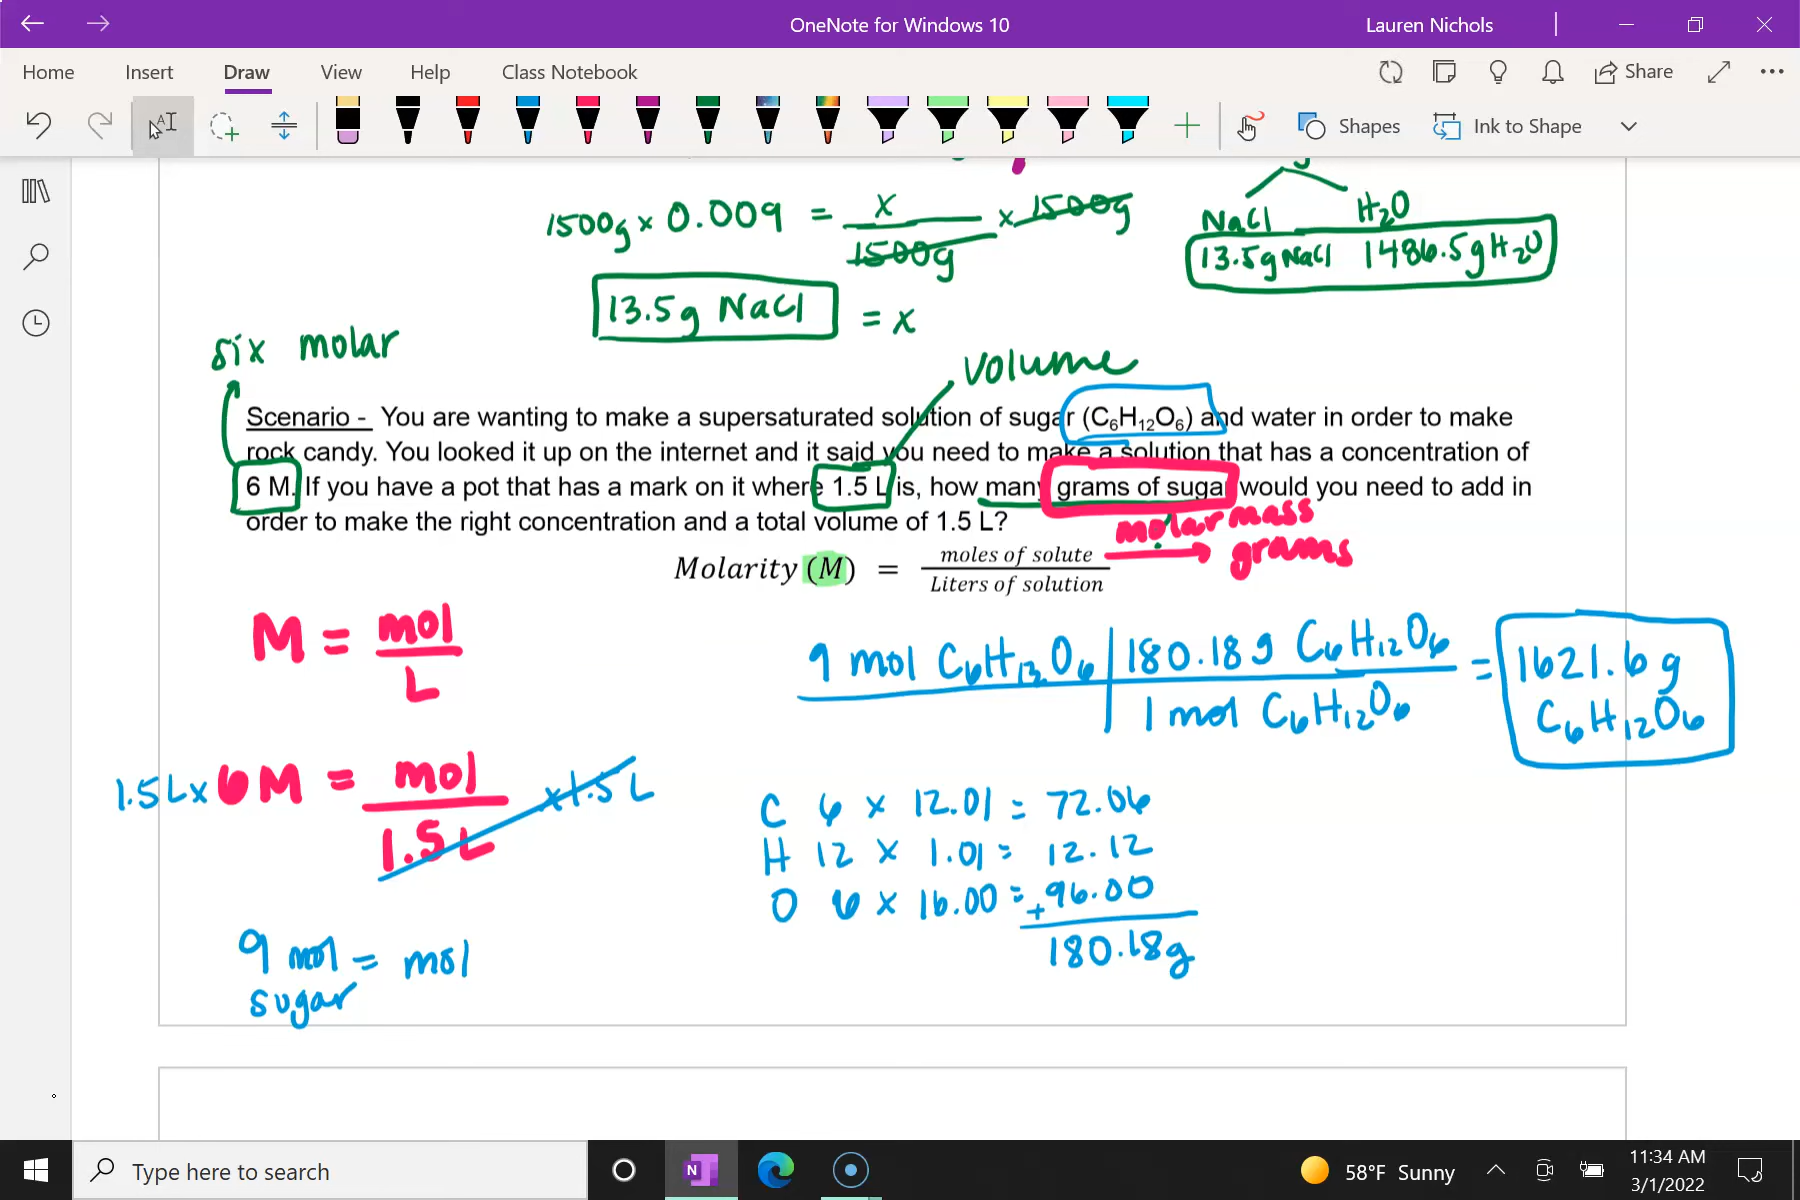 OneNote for Windows 10
Lauren Nichols
Home Insert Draw View Help Class Notebook
Share
Shapes Ink to Shape
1500g x 0.009 = x / 1500g x 1500g
NaCl H2O
13.5g NaCl 1486.5g H2O
13.5g NaCl = x
six molar
volume
Scenario - You are wanting to make a supersaturated solution of sugar (C₆H₁₂O₆) and water in order to make
rock candy. You looked it up on the internet and it said you need to make a solution that has a concentration of
6 M. If you have a pot that has a mark on it where 1.5 L is, how many grams of sugar would you need to add in
order to make the right concentration and a total volume of 1.5 L?
molar mass
grams
Molarity (M) = moles of solute / Liters of solution
M = mol / L
9 mol C6H12O6 | 180.18g C6H12O6 / 1 mol C6H12O6 = 1621.6g C6H12O6
1.5L x 6M = mol / 1.5L x1.5L
C 6 x 12.01 = 72.06
H 12 x 1.01 = 12.12
O 6 x 16.00 = +96.00
180.18g
9 mol = mol
sugar
Type here to search
N
58°F Sunny
11:34 AM
3/1/2022